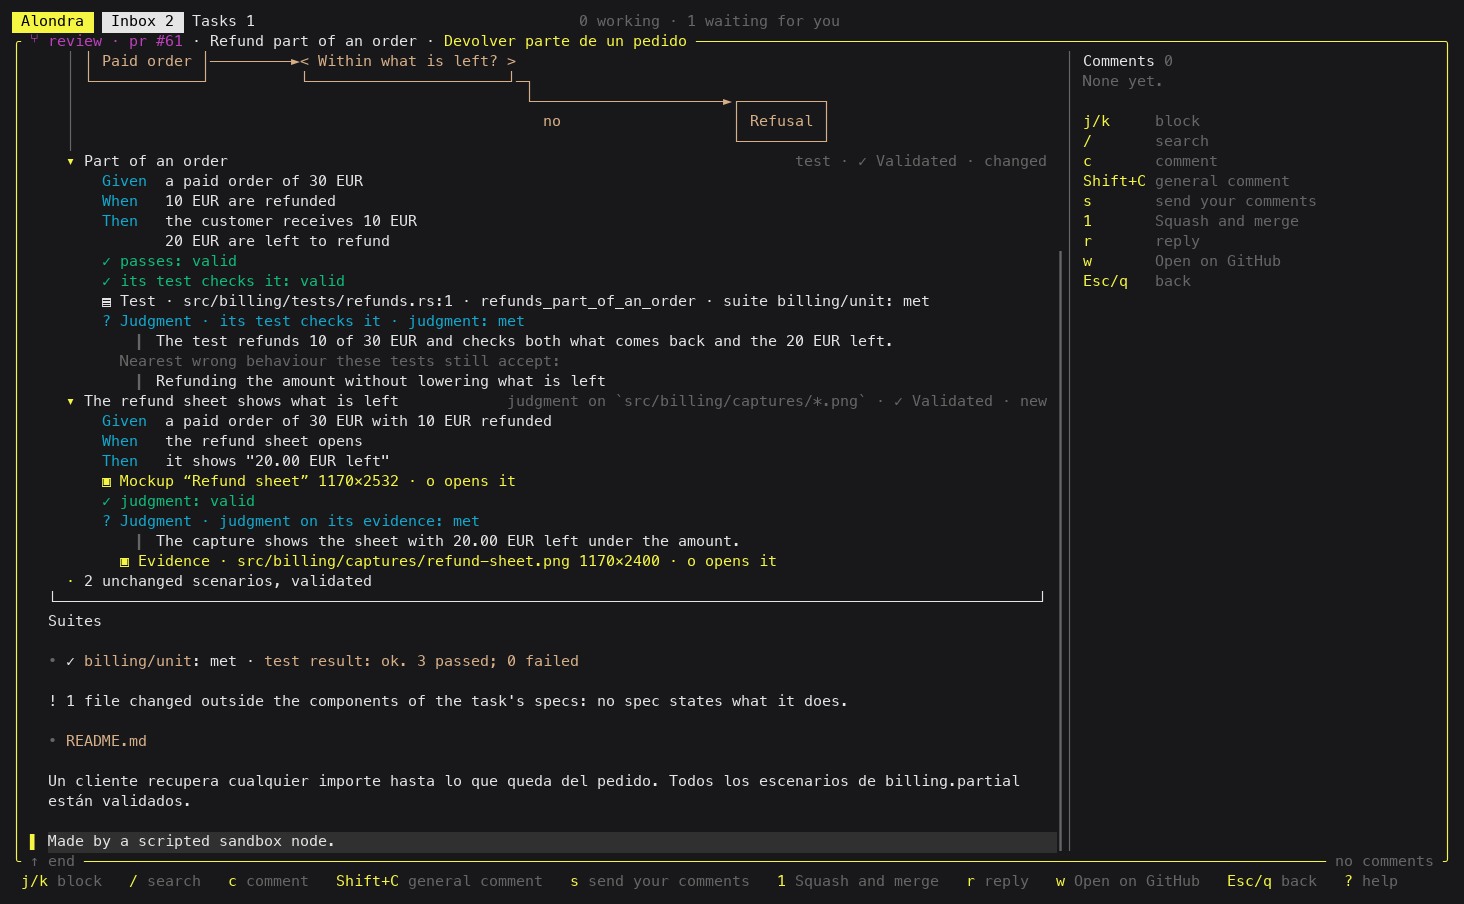 Alondra Inbox 2 Tasks 1 0 working · 1 waiting for you
review · pr #61 · Refund part of an order · Devolver parte de un pedido
Paid order < Within what is left? >
no Refusal
▾ Part of an order test · ✓ Validated · changed
Given a paid order of 30 EUR
When 10 EUR are refunded
Then the customer receives 10 EUR
20 EUR are left to refund
✓ passes: valid
✓ its test checks it: valid
▤ Test · src/billing/tests/refunds.rs:1 · refunds_part_of_an_order · suite billing/unit: met
? Judgment · its test checks it · judgment: met
The test refunds 10 of 30 EUR and checks both what comes back and the 20 EUR left.
Nearest wrong behaviour these tests still accept:
Refunding the amount without lowering what is left
▾ The refund sheet shows what is left judgment on `src/billing/captures/*.png` · ✓ Validated · new
Given a paid order of 30 EUR with 10 EUR refunded
When the refund sheet opens
Then it shows "20.00 EUR left"
▣ Mockup “Refund sheet” 1170×2532 · o opens it
✓ judgment: valid
? Judgment · judgment on its evidence: met
The capture shows the sheet with 20.00 EUR left under the amount.
▣ Evidence · src/billing/captures/refund-sheet.png 1170×2400 · o opens it
· 2 unchanged scenarios, validated
Suites
• ✓ billing/unit: met · test result: ok. 3 passed; 0 failed
! 1 file changed outside the components of the task's specs: no spec states what it does.
• README.md
Un cliente recupera cualquier importe hasta lo que queda del pedido. Todos los escenarios de billing.partial
están validados.
Made by a scripted sandbox node.
↑ end no comments
Comments 0
None yet.
j/k block
/ search
c comment
Shift+C general comment
s send your comments
1 Squash and merge
r reply
w Open on GitHub
Esc/q back
j/k block / search c comment Shift+C general comment s send your comments 1 Squash and merge r reply w Open on GitHub Esc/q back ? help